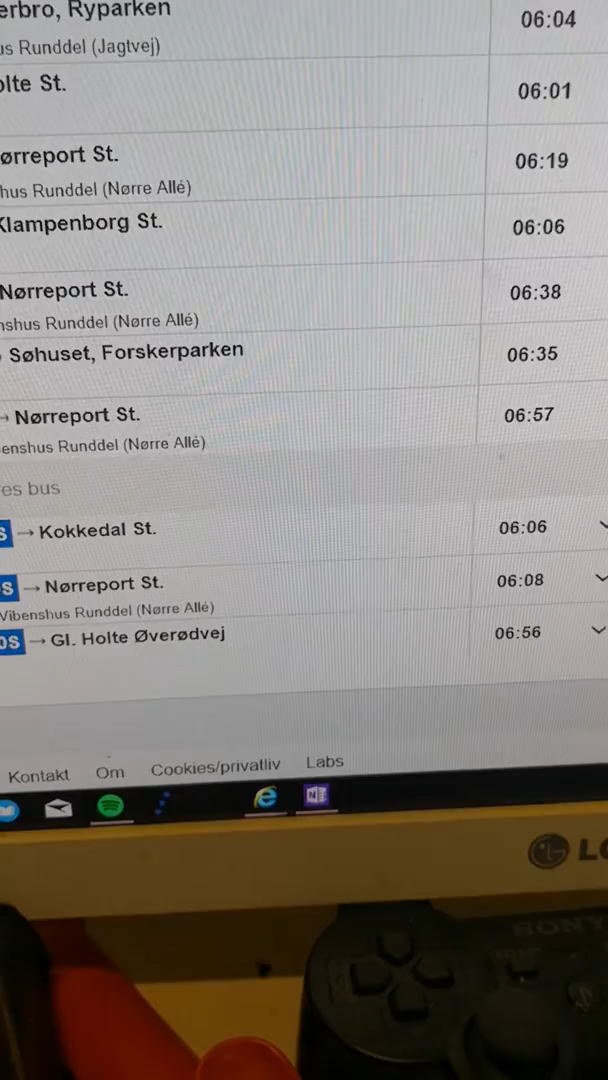 erbro, Ryparken 06:04
us Runddel (Jagtvej)
olte St. 06:01
ørreport St. 06:19
hus Runddel (Nørre Allé)
Klampenborg St. 06:06
Nørreport St. 06:38
nshus Runddel (Nørre Allé)
Søhuset, Forskerparken 06:35
→ Nørreport St. 06:57
enshus Runddel (Nørre Allé)
es bus
S → Kokkedal St. 06:06
S → Nørreport St. 06:08
Vibenshus Runddel (Nørre Allé)
0S → Gl. Holte Øverødvej 06:56
Kontakt Om Cookies/privatliv Labs
N
LG
SONY